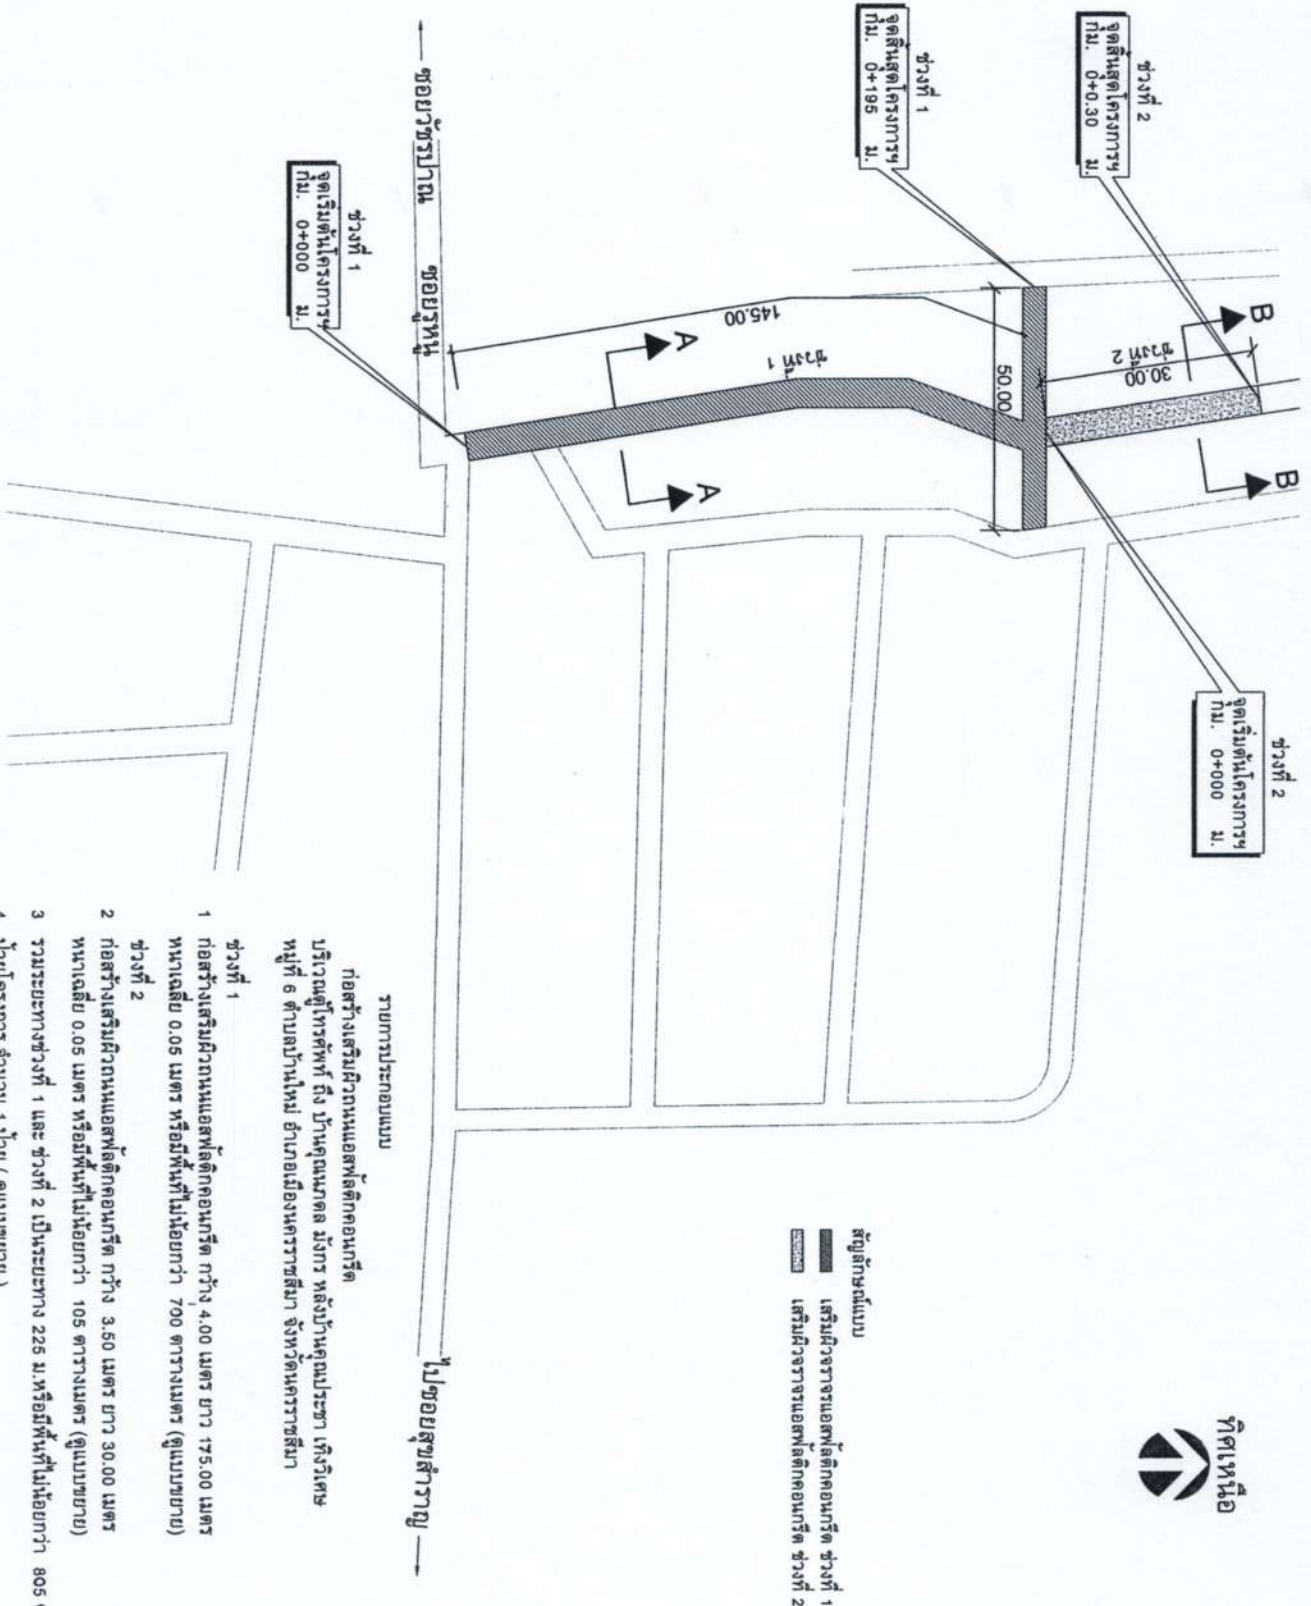 ทิศเหนือ
ช่วงที่ 2
จุดสิ้นสุดโครงการฯ
กม. 0+0.30 ม.
ช่วงที่ 1
จุดสิ้นสุดโครงการฯ
กม. 0+195 ม.
ช่วงที่ 2
จุดเริ่มต้นโครงการฯ
กม. 0+000 ม.
B
B
ช่วงที่ 2
30.00
50.00
145.00
ช่วงที่ 1
A
A
ช่วงที่ 1
จุดเริ่มต้นโครงการฯ
กม. 0+000 ม.
ซอยวัชรปาณ
ซอยรูหนู
ไปซอยสุขสำราญ
สัญลักษณ์แบบ
เสริมผิวจราจรแอสฟัลติกคอนกรีต ช่วงที่ 1
เสริมผิวจราจรแอสฟัลติกคอนกรีต ช่วงที่ 2
รายการประกอบแบบ
ก่อสร้างเสริมผิวถนนแอสฟัลติกคอนกรีต
บริเวณตู้โทรศัพท์ ถึง บ้านคุณนภดล มังกร หลังบ้านคุณประชา เทิงวิเศษ
หมู่ที่ 6 ตำบลบ้านใหม่ อำเภอเมืองนครราชสีมา จังหวัดนครราชสีมา
ช่วงที่ 1
1 ก่อสร้างเสริมผิวถนนแอสฟัลติกคอนกรีต กว้าง 4.00 เมตร ยาว 175.00 เมตร
หนาเฉลี่ย 0.05 เมตร หรือมีพื้นที่ไม่น้อยกว่า 700 ตารางเมตร (ดูแบบขยาย)
ช่วงที่ 2
2 ก่อสร้างเสริมผิวถนนแอสฟัลติกคอนกรีต กว้าง 3.50 เมตร ยาว 30.00 เมตร
หนาเฉลี่ย 0.05 เมตร หรือมีพื้นที่ไม่น้อยกว่า 105 ตารางเมตร (ดูแบบขยาย)
3 รวมระยะทางช่วงที่ 1 และ ช่วงที่ 2 เป็นระยะทาง 225 ม.หรือมีพื้นที่ไม่น้อยกว่า 805
4 ป้ายโครงการ จำนวน 1 ป้าย ( ดูแบบขยาย )